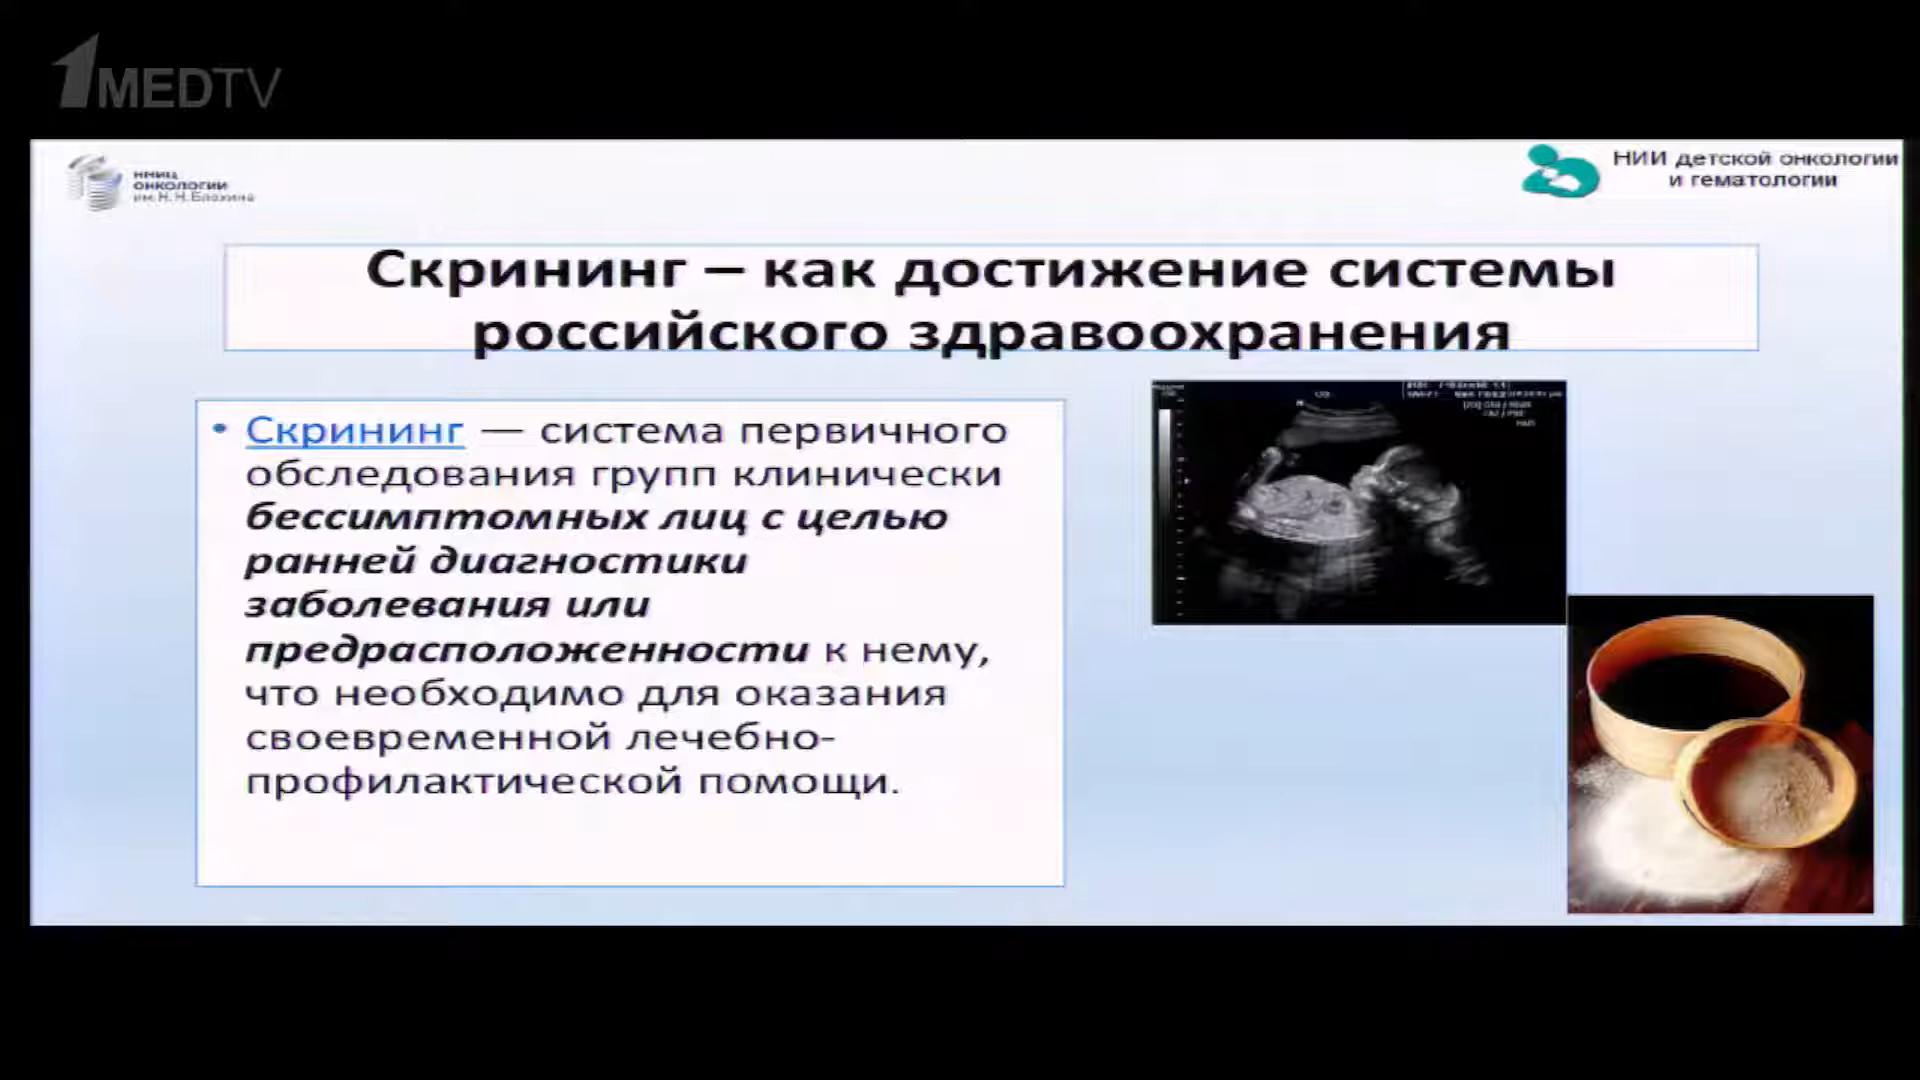 1MEDTV
НМИЦ
ОНКОЛОГИИ
им. Н. Н. Блохина
НИИ детской онкологии
и гематологии
Скрининг – как достижение системы
российского здравоохранения
• Скрининг — система первичного
обследования групп клинически
бессимптомных лиц с целью
ранней диагностики
заболевания или
предрасположенности к нему,
что необходимо для оказания
своевременной лечебно-
профилактической помощи.